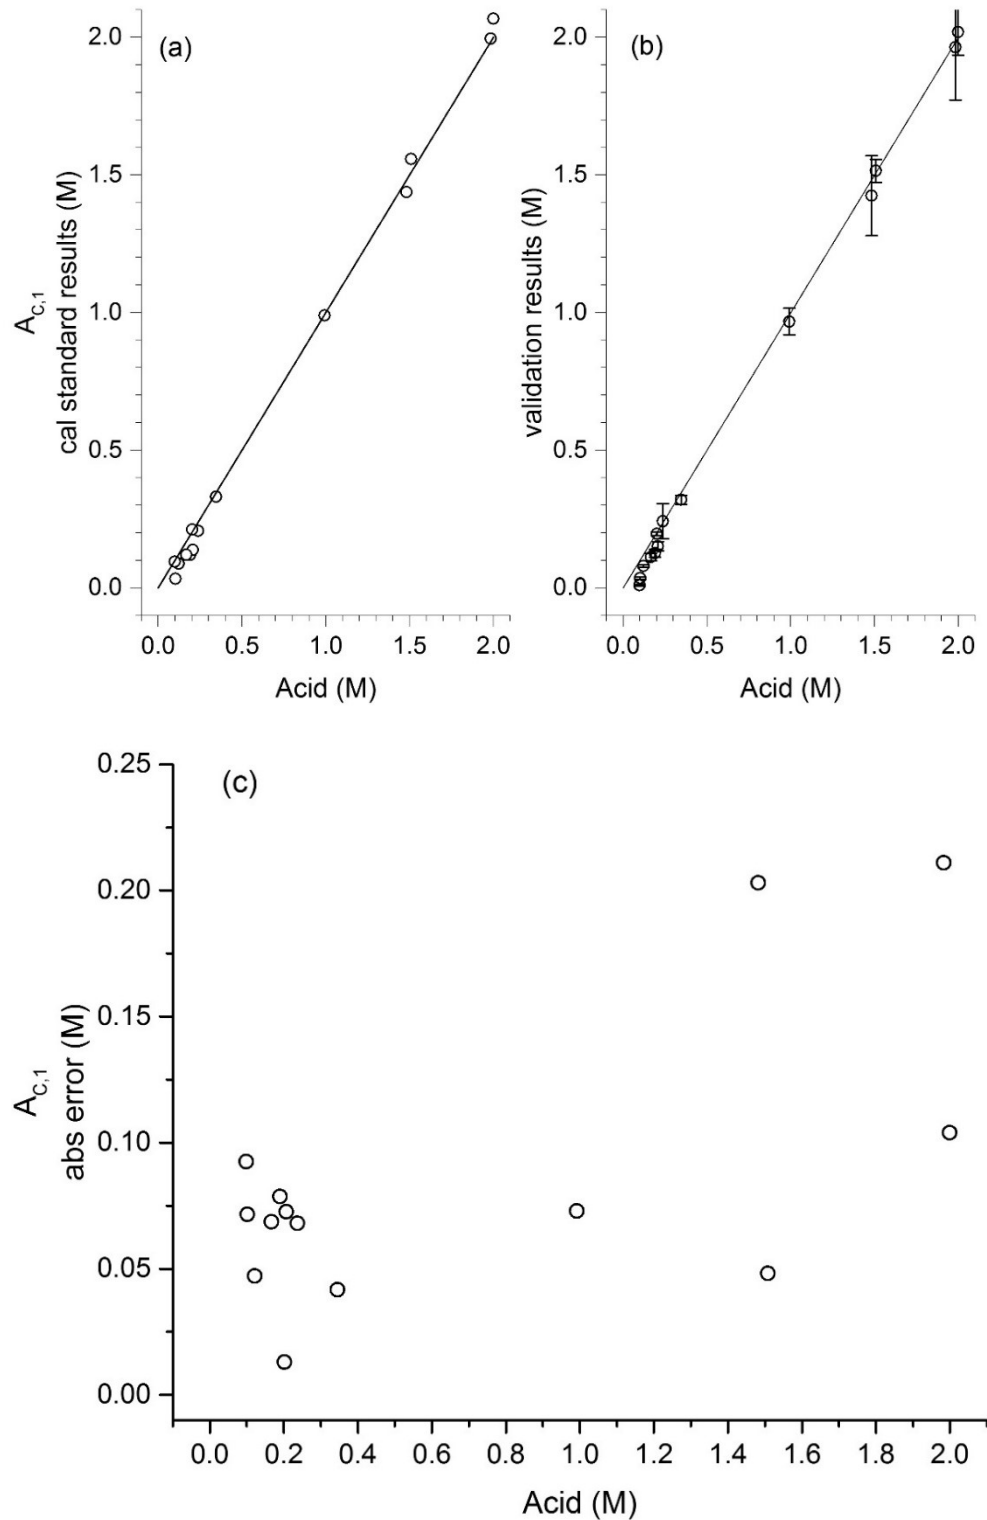 (a)
A_C,1
cal standard results (M)
2.0
1.5
1.0
0.5
0.0
0.0 0.5 1.0 1.5 2.0
Acid (M)
(b)
validation results (M)
2.0
1.5
1.0
0.5
0.0
0.0 0.5 1.0 1.5 2.0
Acid (M)
(c)
A_C,1
abs error (M)
0.25
0.20
0.15
0.10
0.05
0.00
0.0 0.2 0.4 0.6 0.8 1.0 1.2 1.4 1.6 1.8 2.0
Acid (M)